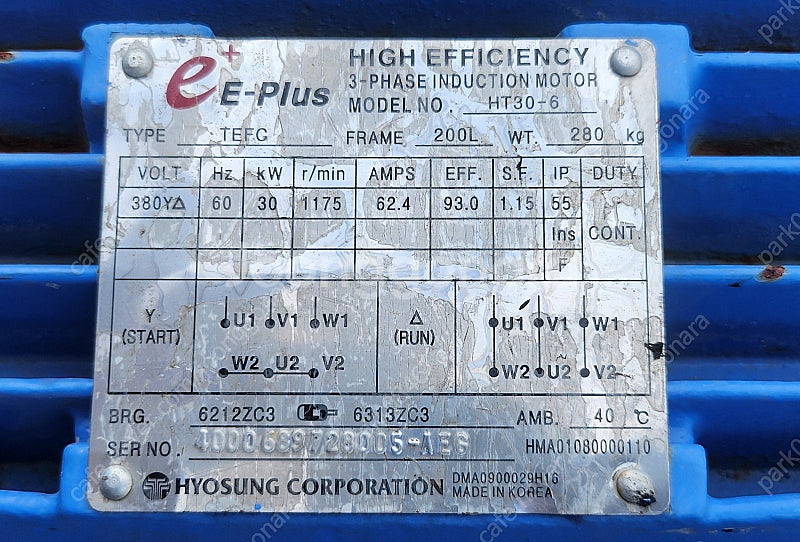 e+ E-Plus
HIGH EFFICIENCY
3-PHASE INDUCTION MOTOR
MODEL NO. HT30-6
TYPE TEFC FRAME 200L WT. 280 kg
VOLT Hz kW r/min AMPS EFF. S.F. IP DUTY
380Y△ 60 30 1175 62.4 93.0 1.15 55
Ins CONT.
F
Y (START)
U1 V1 W1
W2 U2 V2
△ (RUN)
U1 V1 W1
W2 U2 V2
BRG. 6212ZC3 6313ZC3 AMB. 40 ℃
SER NO. HMA01080000110
HYOSUNG CORPORATION
DMA0900029H16
MADE IN KOREA